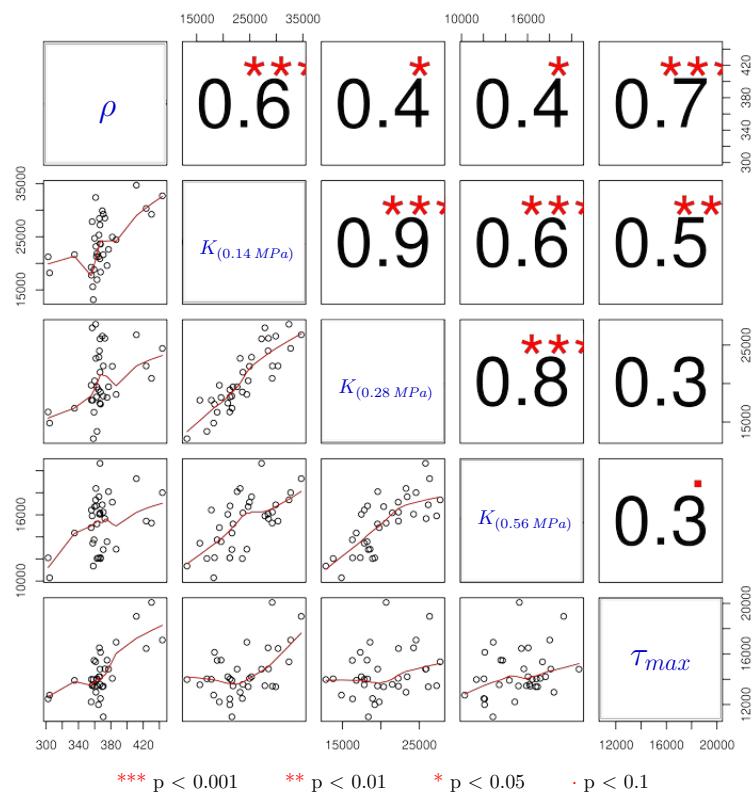 15000 25000 35000 10000 16000
ρ 0.6 *** 0.4 * 0.4 * 0.7 *** 300 340 380 420
15000 25000 35000 K(0.14 MPa) 0.9 *** 0.6 *** 0.5 **
K(0.28 MPa) 0.8 *** 0.3 15000 25000
10000 16000 K(0.56 MPa) 0.3 .
τmax 12000 16000 20000
300 340 380 420 15000 25000 12000 16000 20000
*** p < 0.001 ** p < 0.01 * p < 0.05 · p < 0.1